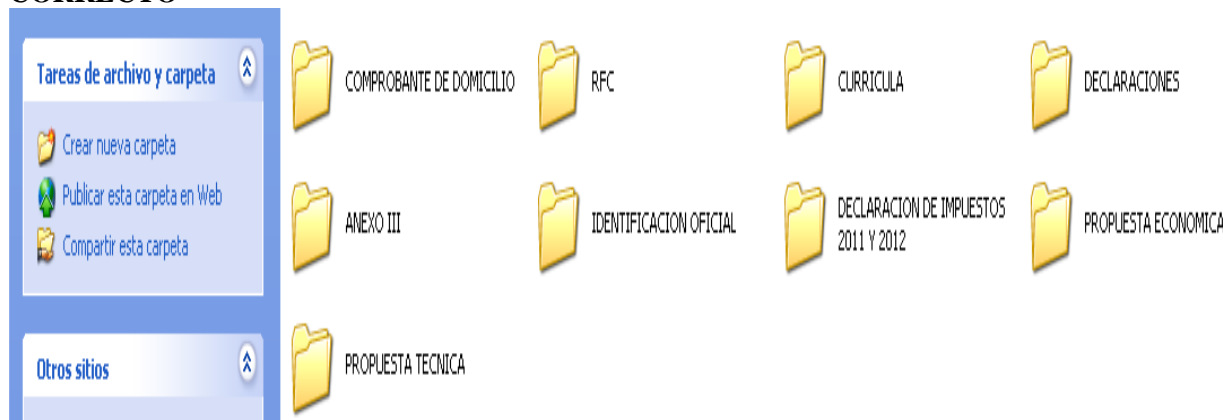 CORRECTO
Tareas de archivo y carpeta
Crear nueva carpeta
Publicar esta carpeta en Web
Compartir esta carpeta
Otros sitios
COMPROBANTE DE DOMICILIO
RFC
CURRICULA
DECLARACIONES
ANEXO III
IDENTIFICACION OFICIAL
DECLARACION DE IMPUESTOS
2011 Y 2012
PROPUESTA ECONOMICA
PROPUESTA TECNICA